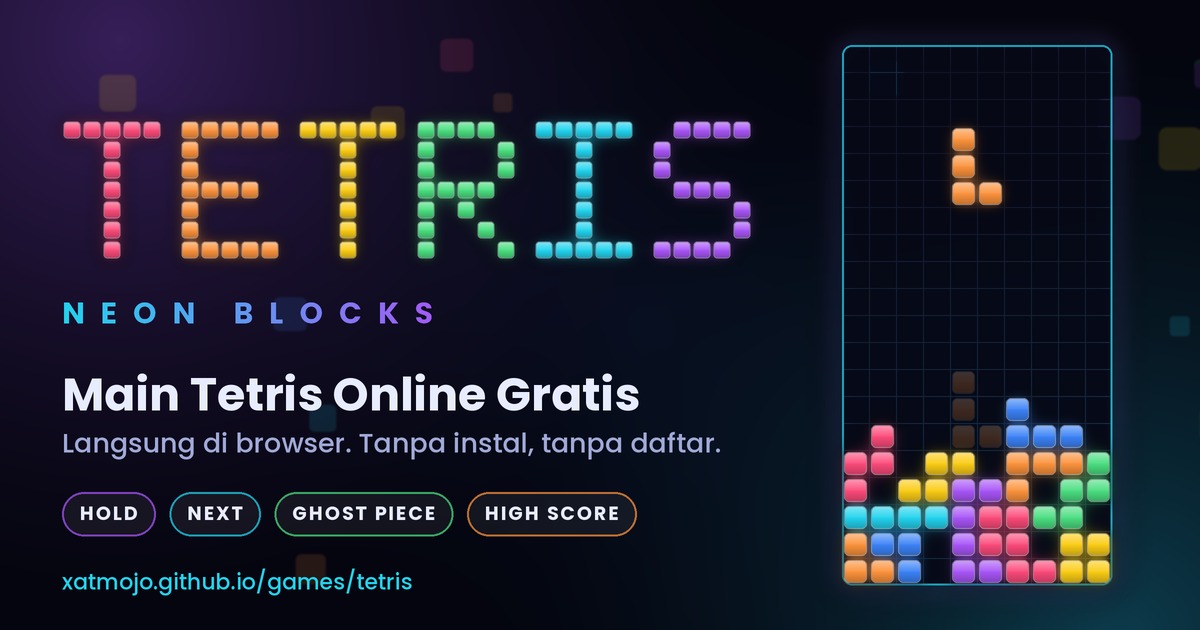 TETRIS
NEON BLOCKS
Main Tetris Online Gratis
Langsung di browser. Tanpa instal, tanpa daftar.
HOLD NEXT GHOST PIECE HIGH SCORE
xatmojo.github.io/games/tetris